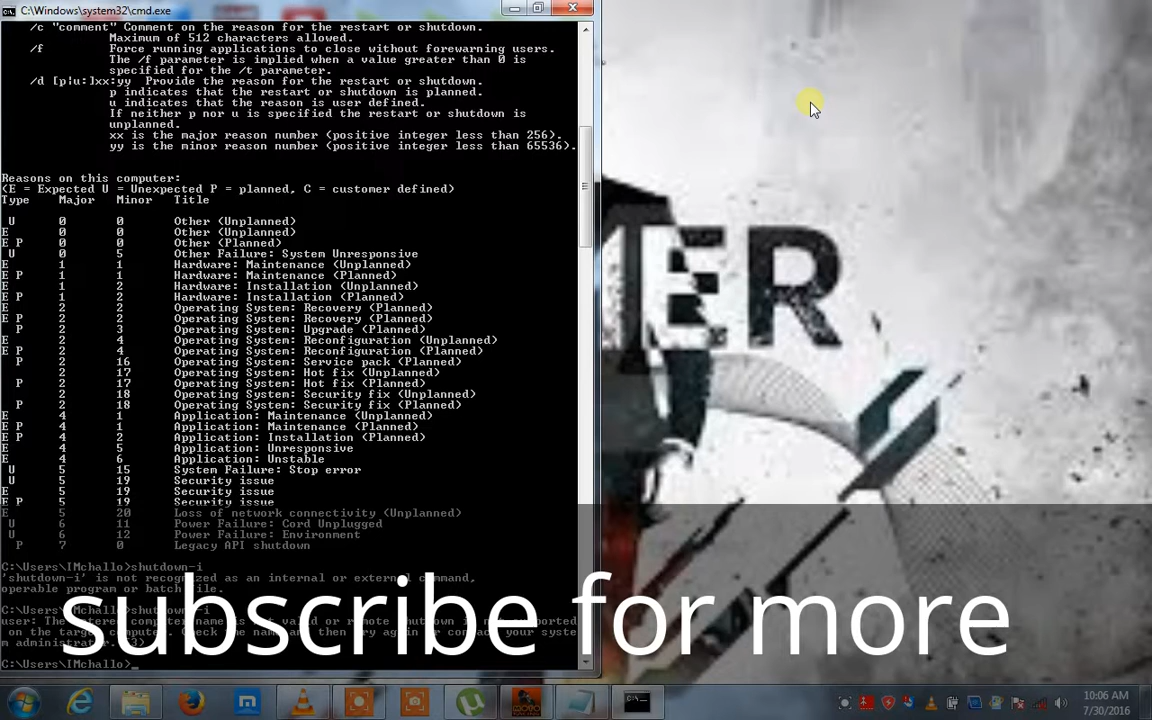 C:\Windows\system32\cmd.exe
/c "comment" Comment on the reason for the restart or shutdown.
Maximum of 512 characters allowed.
/f Force running applications to close without forewarning users.
The /f parameter is implied when a value greater than 0 is
specified for the /t parameter.
/d [p|u:]xx:yy Provide the reason for the restart or shutdown.
p indicates that the restart or shutdown is planned.
u indicates that the reason is user defined.
If neither p nor u is specified the restart or shutdown is
unplanned.
xx is the major reason number (positive integer less than 256).
yy is the minor reason number (positive integer less than 65536).
Reasons on this computer:
(E = Expected U = Unexpected P = planned, C = customer defined)
Type Major Minor Title
U 0 0 Other (Unplanned)
E 0 0 Other (Unplanned)
E P 0 0 Other (Planned)
U 0 5 Other Failure: System Unresponsive
E 1 1 Hardware: Maintenance (Unplanned)
E P 1 1 Hardware: Maintenance (Planned)
E 1 2 Hardware: Installation (Unplanned)
E P 1 2 Hardware: Installation (Planned)
E 2 2 Operating System: Recovery (Planned)
E P 2 2 Operating System: Recovery (Planned)
P 2 3 Operating System: Upgrade (Planned)
E 2 4 Operating System: Reconfiguration (Unplanned)
E P 2 4 Operating System: Reconfiguration (Planned)
P 2 16 Operating System: Service pack (Planned)
2 17 Operating System: Hot fix (Unplanned)
P 2 17 Operating System: Hot fix (Planned)
2 18 Operating System: Security fix (Unplanned)
P 2 18 Operating System: Security fix (Planned)
E 4 1 Application: Maintenance (Unplanned)
E P 4 1 Application: Maintenance (Planned)
E P 4 2 Application: Installation (Planned)
E 4 5 Application: Unresponsive
E 4 6 Application: Unstable
U 5 15 System Failure: Stop error
U 5 19 Security issue
E 5 19 Security issue
E P 5 19 Security issue
E 5 20 Loss of network connectivity (Unplanned)
U 6 11 Power Failure: Cord Unplugged
U 6 12 Power Failure: Environment
P 7 0 Legacy API shutdown
C:\Users\IMchallo>shutdown-i
'shutdown-i' is not recognized as an internal or external command,
operable program or batch file.
C:\Users\IMchallo>shutdown -i
C:\Users\IMchallo>_
ER
subscribe for more
10:06 AM
7/30/2016